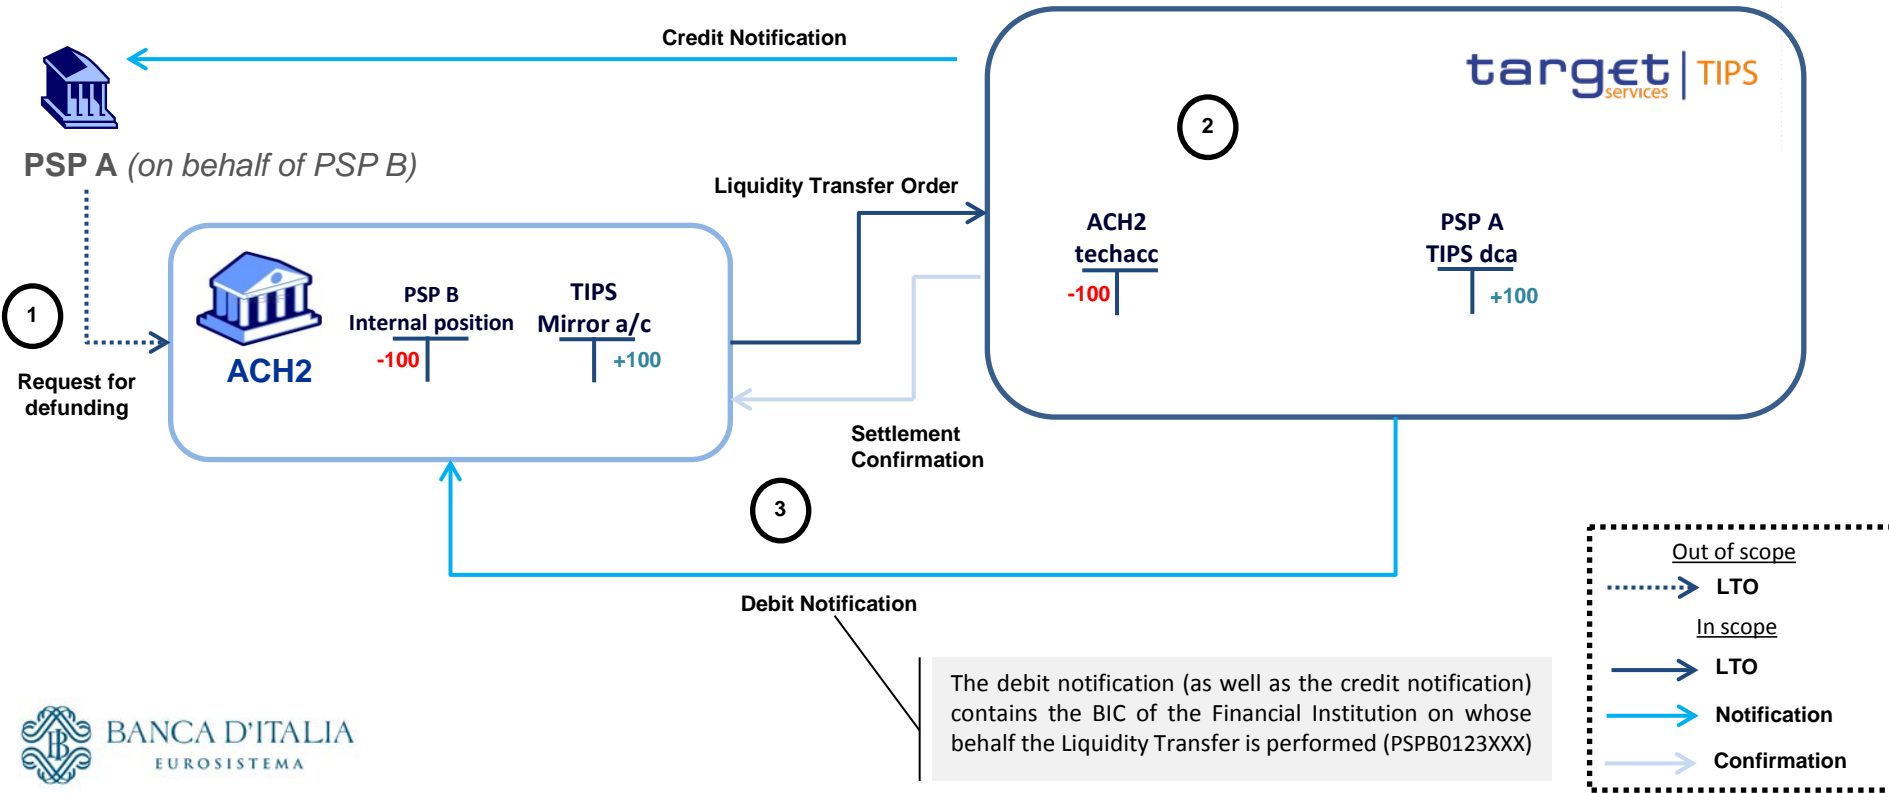 Credit Notification
target | TIPS
services
2
PSP A (on behalf of PSP B)
Liquidity Transfer Order
ACH2
techacc
-100
PSP A
TIPS dca
+100
1
ACH2
PSP B
Internal position
-100
TIPS
Mirror a/c
+100
Request for
defunding
Settlement
Confirmation
3
Debit Notification
The debit notification (as well as the credit notification)
contains the BIC of the Financial Institution on whose
behalf the Liquidity Transfer is performed (PSPB0123XXX)
Out of scope
LTO
In scope
LTO
Notification
Confirmation
BANCA D'ITALIA
EUROSISTEMA